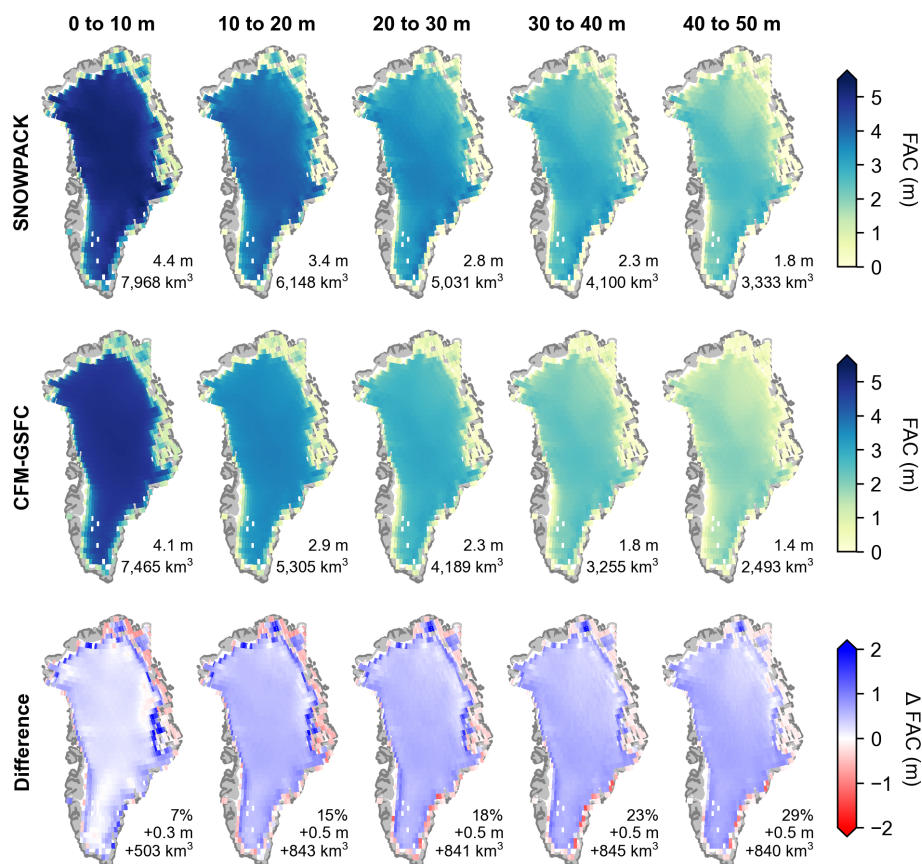 0 to 10 m
10 to 20 m
20 to 30 m
30 to 40 m
40 to 50 m
SNOWPACK
4.4 m
7,968 km³
3.4 m
6,148 km³
2.8 m
5,031 km³
2.3 m
4,100 km³
1.8 m
3,333 km³
5
4
3
2
1
0
FAC (m)
CFM-GSFC
4.1 m
7,465 km³
2.9 m
5,305 km³
2.3 m
4,189 km³
1.8 m
3,255 km³
1.4 m
2,493 km³
5
4
3
2
1
0
FAC (m)
Difference
7%
+0.3 m
+503 km³
15%
+0.5 m
+843 km³
18%
+0.5 m
+841 km³
23%
+0.5 m
+845 km³
29%
+0.5 m
+840 km³
2
1
0
−1
−2
Δ FAC (m)